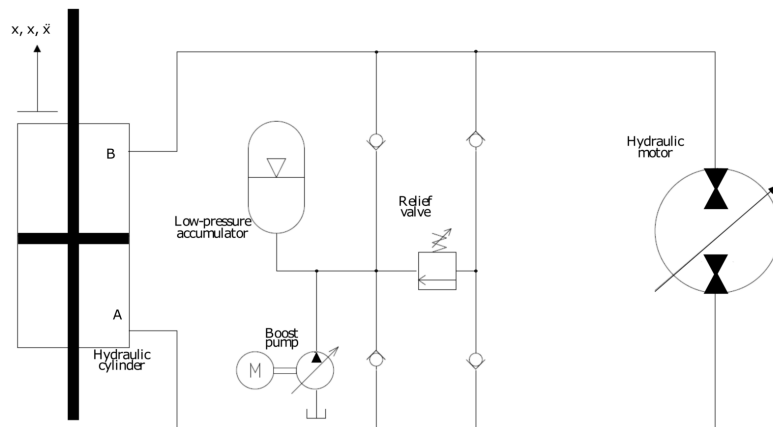 x, x, ẍ
B
Hydraulic
motor
Relief
valve
Low-pressure
accumulator
A
Boost
pump
Hydraulic
cylinder
M